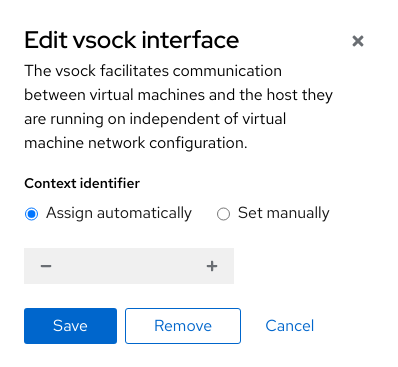 Edit vsock interface
The vsock facilitates communication
between virtual machines and the host they
are running on independent of virtual
machine network configuration.
Context identifier
Assign automatically Set manually
Save Remove Cancel